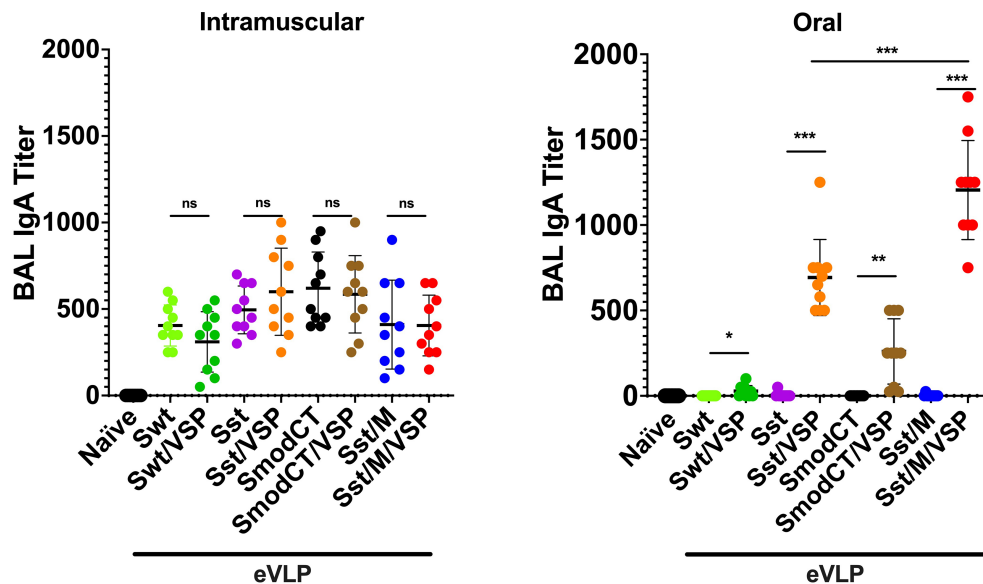 Intramuscular
BAL IgA Titer
2000
1500
1000
500
0
ns
ns
ns
ns
Naïve
Swt
Swt/VSP
Sst
Sst/VSP
SmodCT
SmodCT/VSP
Sst/M
Sst/M/VSP
eVLP
Oral
BAL IgA Titer
2000
1500
1000
500
0
***
***
***
**
*
Naïve
Swt
Swt/VSP
Sst
Sst/VSP
SmodCT
SmodCT/VSP
Sst/M
Sst/M/VSP
eVLP